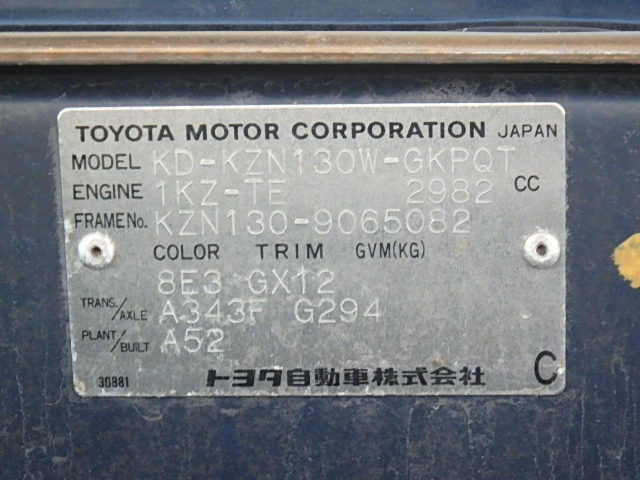 TOYOTA MOTOR CORPORATION JAPAN
MODEL KD-KZN130W-GKPQT
ENGINE 1KZ-TE 2982 CC
FRAME No. KZN130-9065082
COLOR TRIM GVM(KG)
8E3 GX12
TRANS./AXLE A343F G294
PLANT/BUILT A52
30881 トヨタ自動車株式会社 C